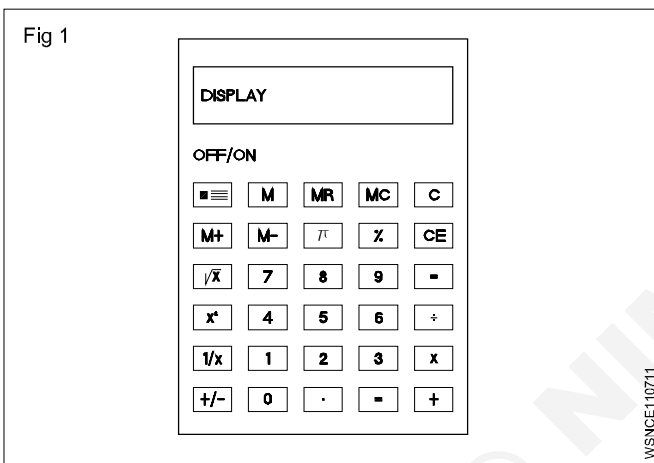 Fig 1
DISPLAY
OFF/ON
M MR MC C
M+ M- π % CE
√x 7 8 9 -
4 5 6 ÷
1/x 1 2 3 x
+/- 0 . = +
WSNCE110711
© NI